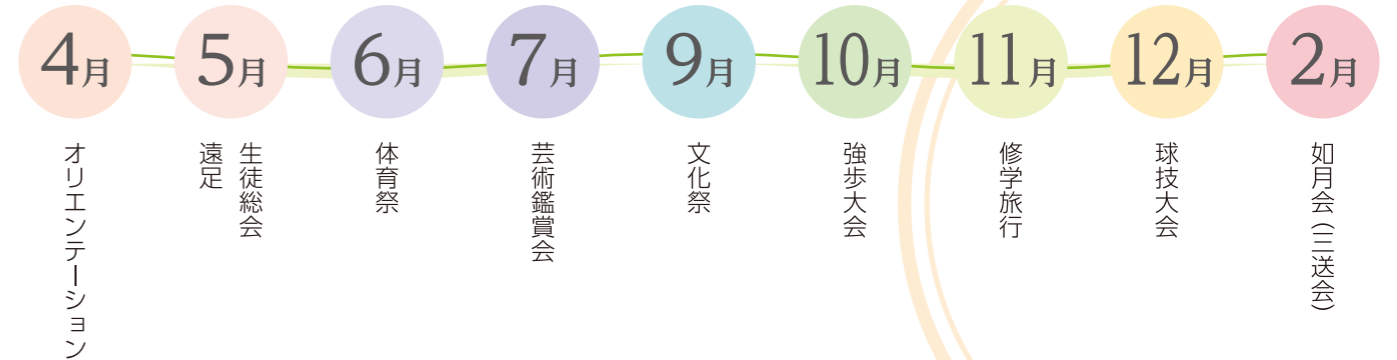 4月
オリエンテーション
5月
生徒総会
遠足
6月
体育祭
7月
芸術鑑賞会
9月
文化祭
10月
強歩大会
11月
修学旅行
12月
球技大会
2月
如月会（三送会）